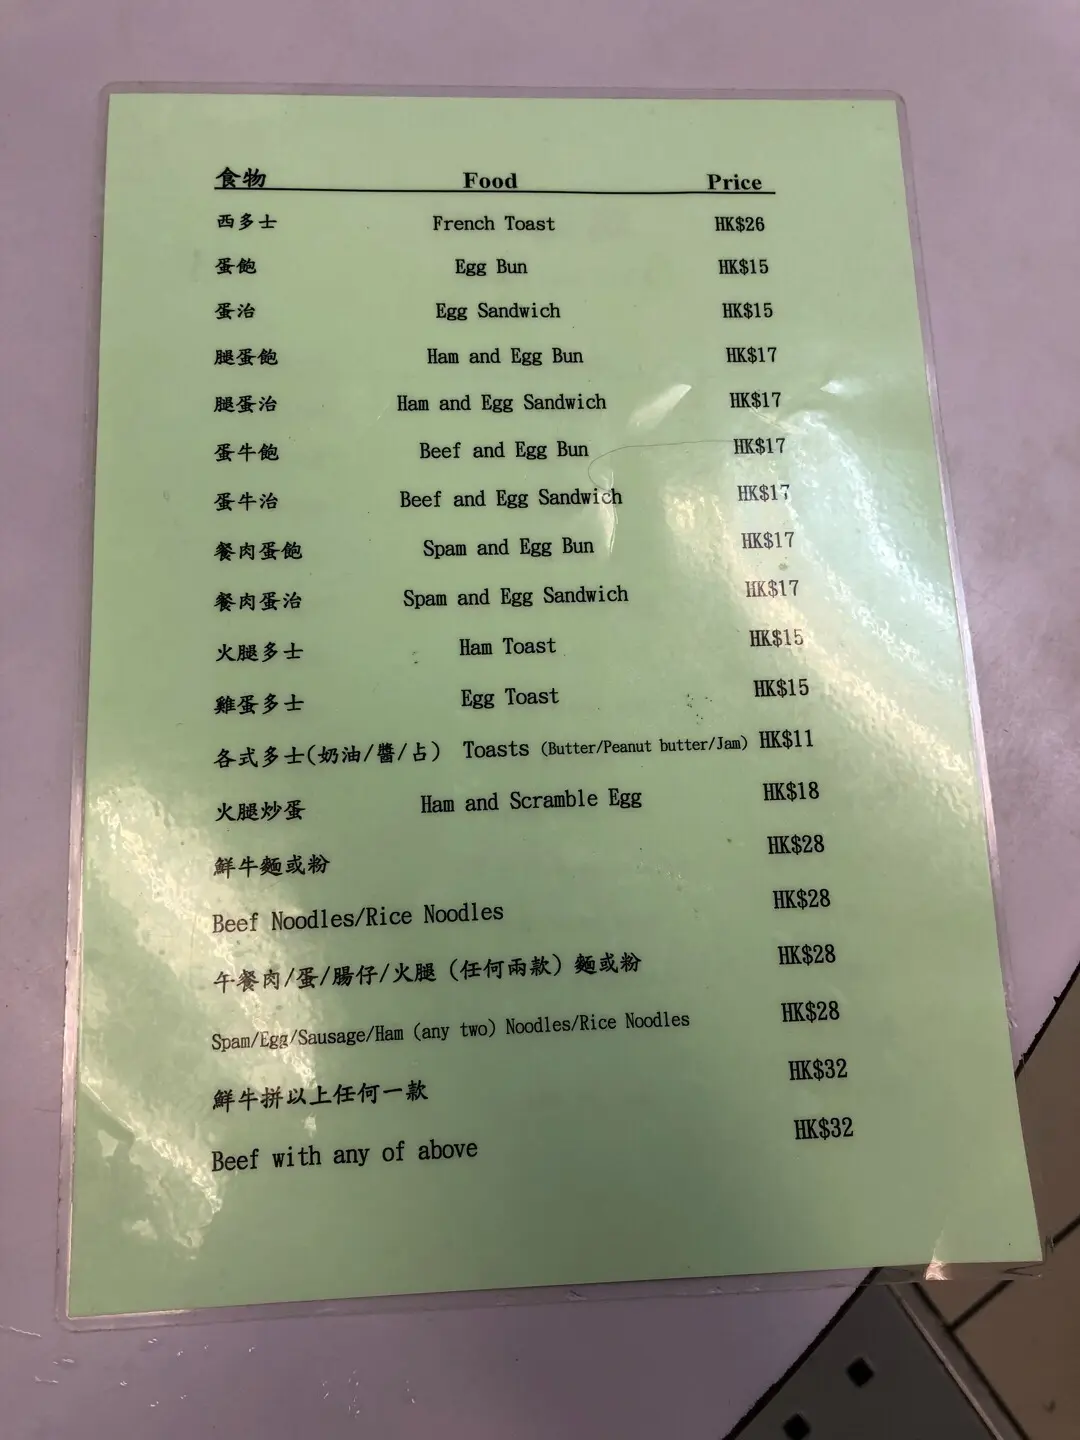 食物 Food Price
西多士 French Toast HK$26
蛋飽 Egg Bun HK$15
蛋治 Egg Sandwich HK$15
腿蛋飽 Ham and Egg Bun HK$17
腿蛋治 Ham and Egg Sandwich HK$17
蛋牛飽 Beef and Egg Bun HK$17
蛋牛治 Beef and Egg Sandwich HK$17
餐肉蛋飽 Spam and Egg Bun HK$17
餐肉蛋治 Spam and Egg Sandwich HK$17
火腿多士 Ham Toast HK$15
雞蛋多士 Egg Toast HK$15
各式多士(奶油/醬/占) Toasts (Butter/Peanut butter/Jam) HK$11
火腿炒蛋 Ham and Scramble Egg HK$18
鮮牛麵或粉 HK$28
Beef Noodles/Rice Noodles HK$28
午餐肉/蛋/腸仔/火腿 (任何兩款) 麵或粉 HK$28
Spam/Egg/Sausage/Ham (any two) Noodles/Rice Noodles HK$28
鮮牛拼以上任何一款 HK$32
Beef with any of above HK$32